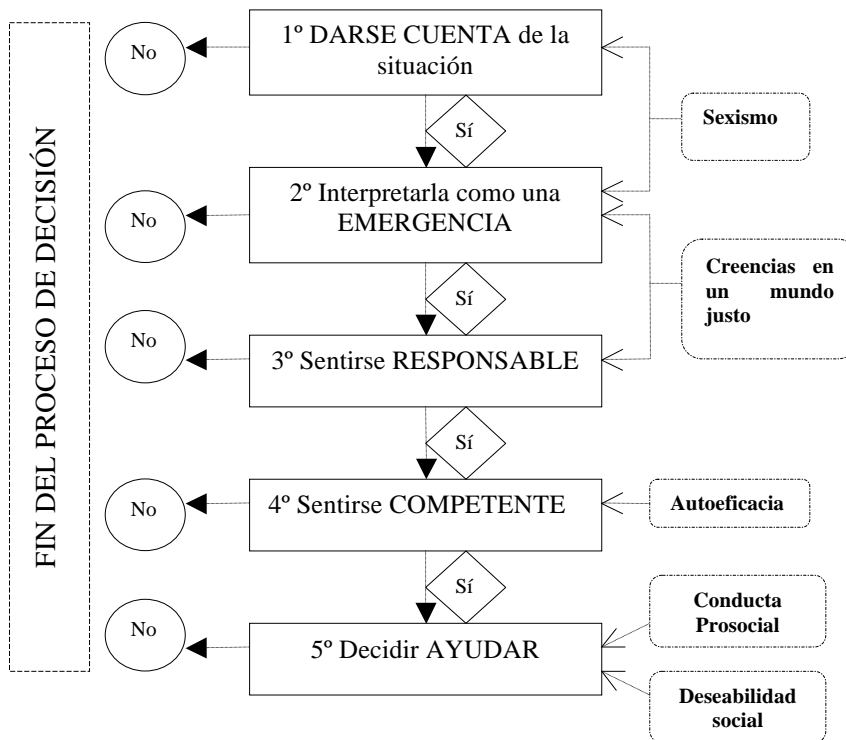 FIN DEL PROCESO DE DECISIÓN
1º DARSE CUENTA de la
situación
No
Sí
Sexismo
2º Interpretarla como una
EMERGENCIA
No
Sí
Creencias en
un mundo
justo
3º Sentirse RESPONSABLE
No
Sí
4º Sentirse COMPETENTE
No
Autoeficacia
Sí
5º Decidir AYUDAR
No
Conducta
Prosocial
Deseabilidad
social